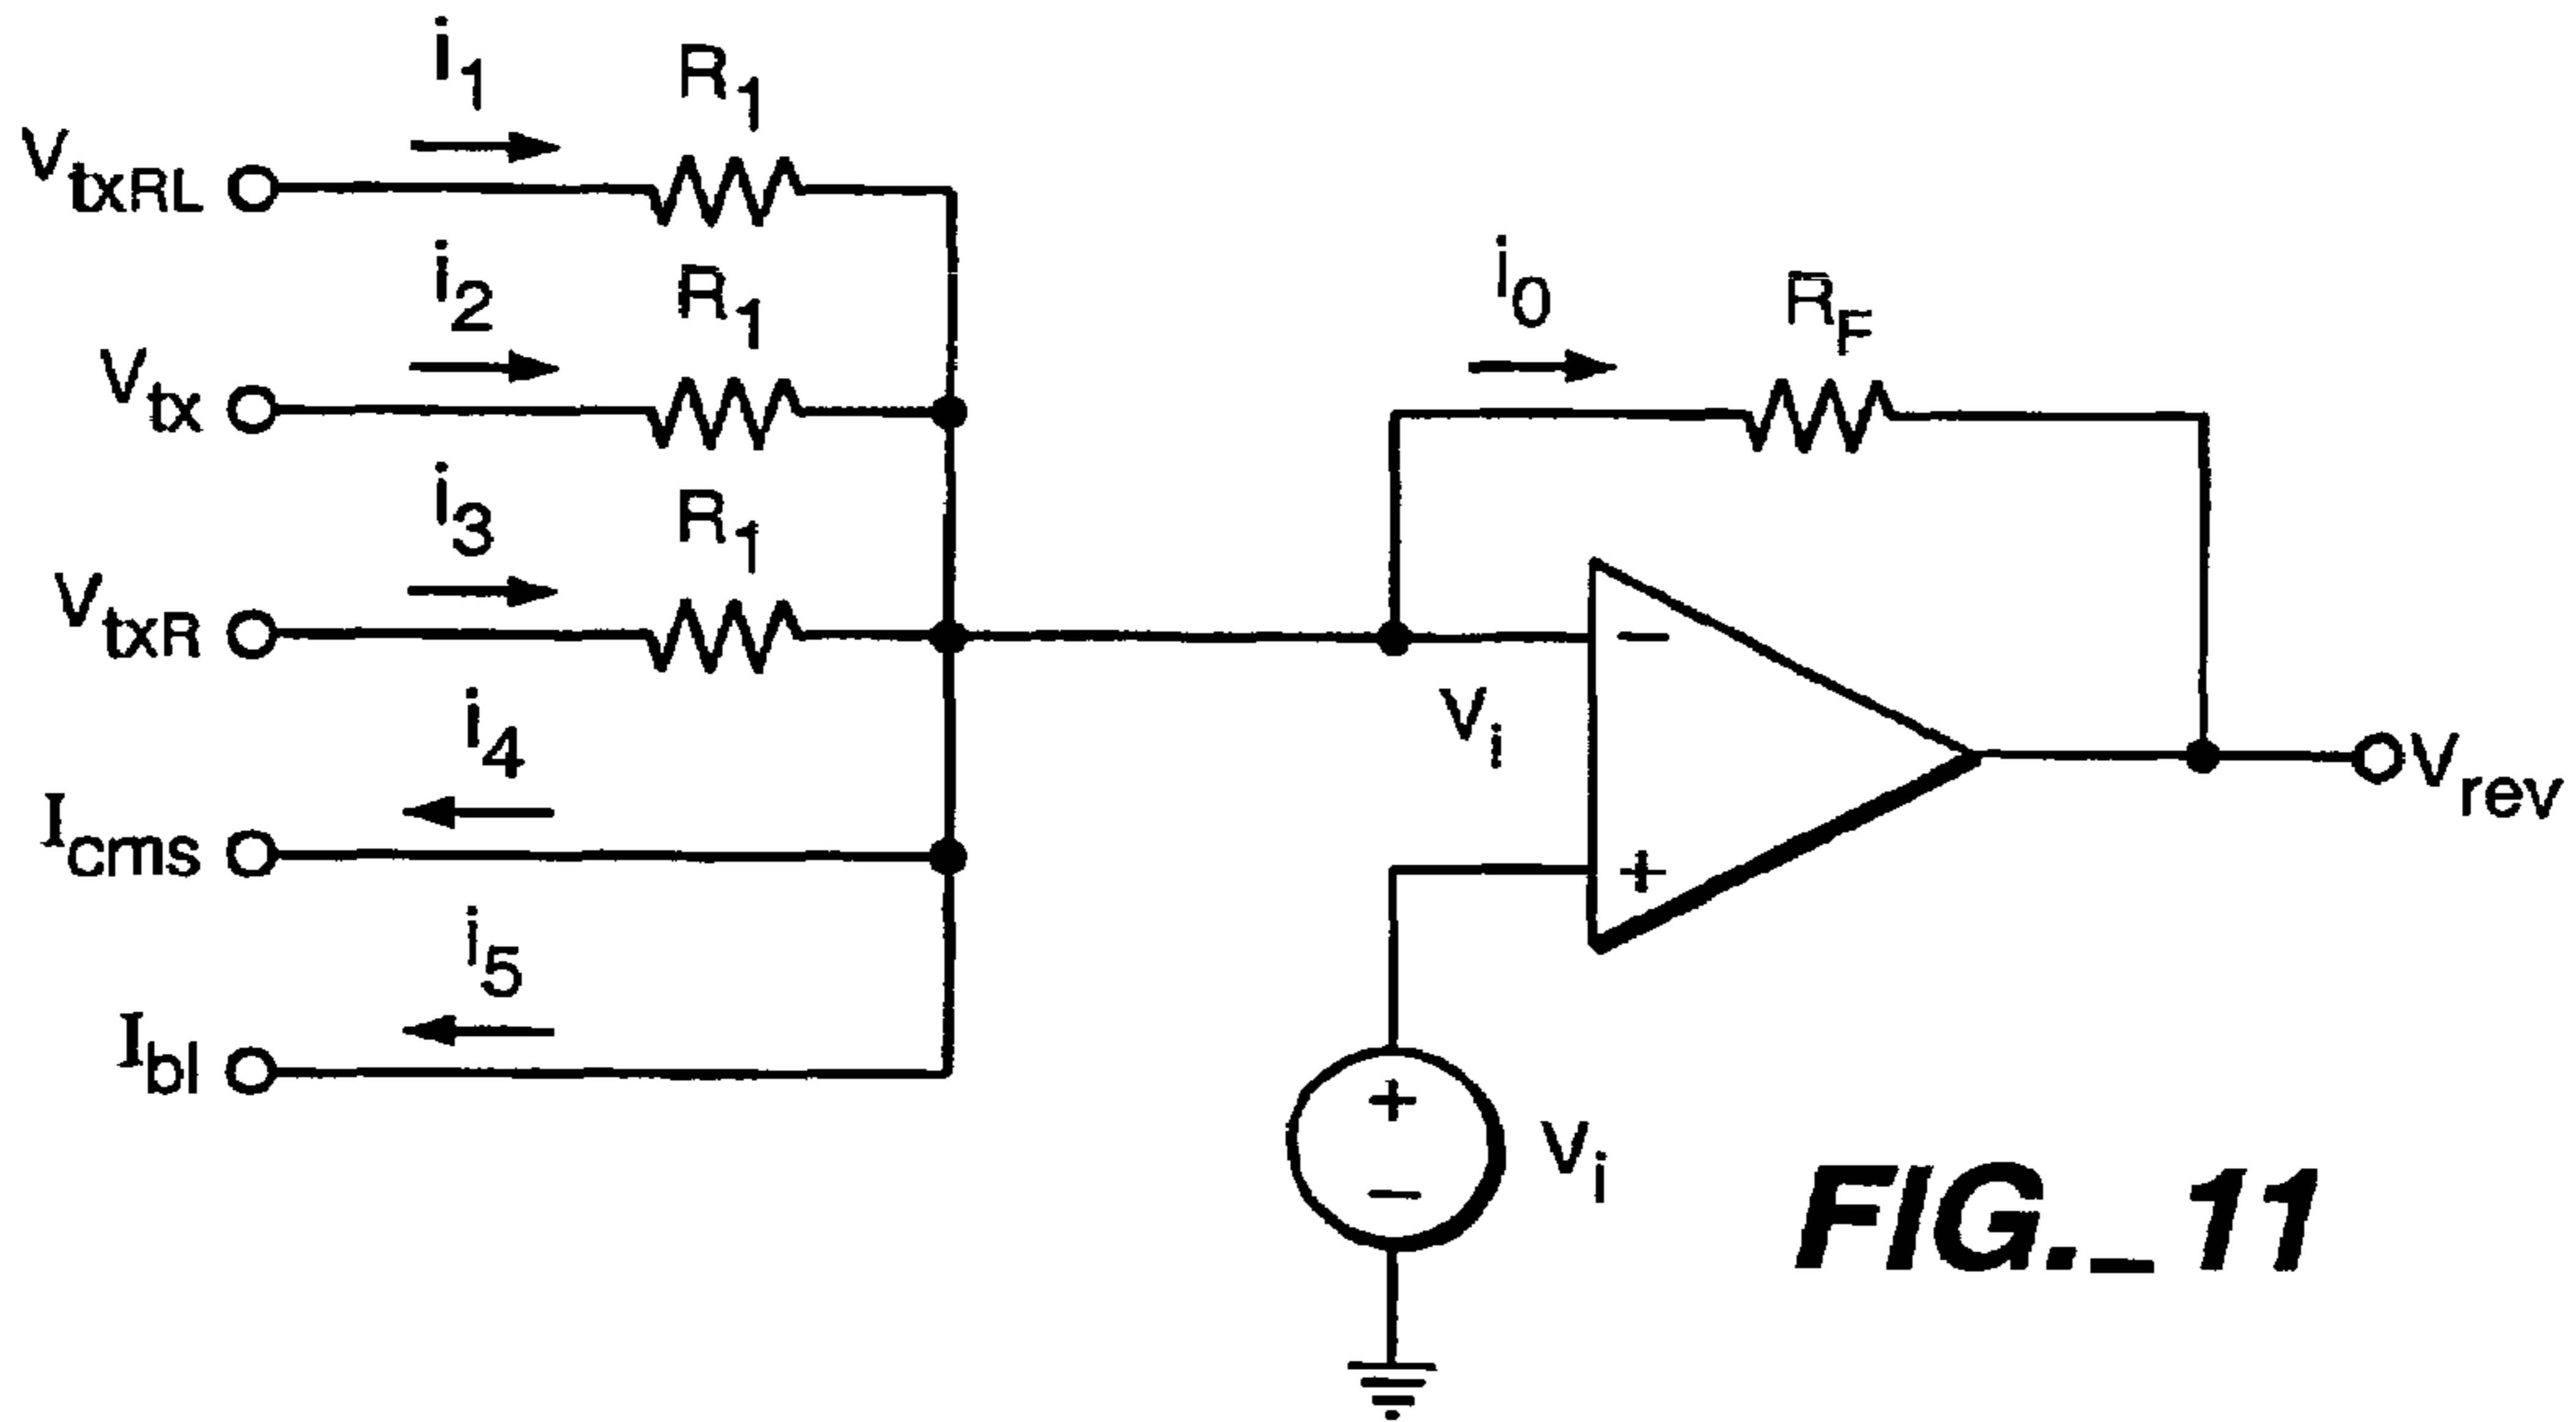 i1 R1
VtxRL
i2 R1
Vtx
i3 R1
VtxR
i4
Icms
i5
Ibl
i0 RF
−
Vi
+
Vrev
+
−
Vi
FIG._11